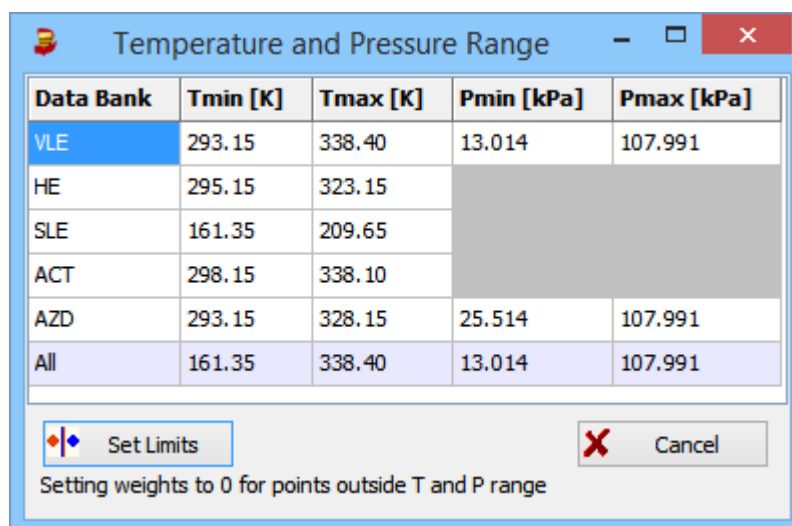 Temperature and Pressure Range
Data Bank Tmin [K] Tmax [K] Pmin [kPa] Pmax [kPa]
VLE 293.15 338.40 13.014 107.991
HE 295.15 323.15
SLE 161.35 209.65
ACT 298.15 338.10
AZD 293.15 328.15 25.514 107.991
All 161.35 338.40 13.014 107.991
Set Limits Cancel
Setting weights to 0 for points outside T and P range